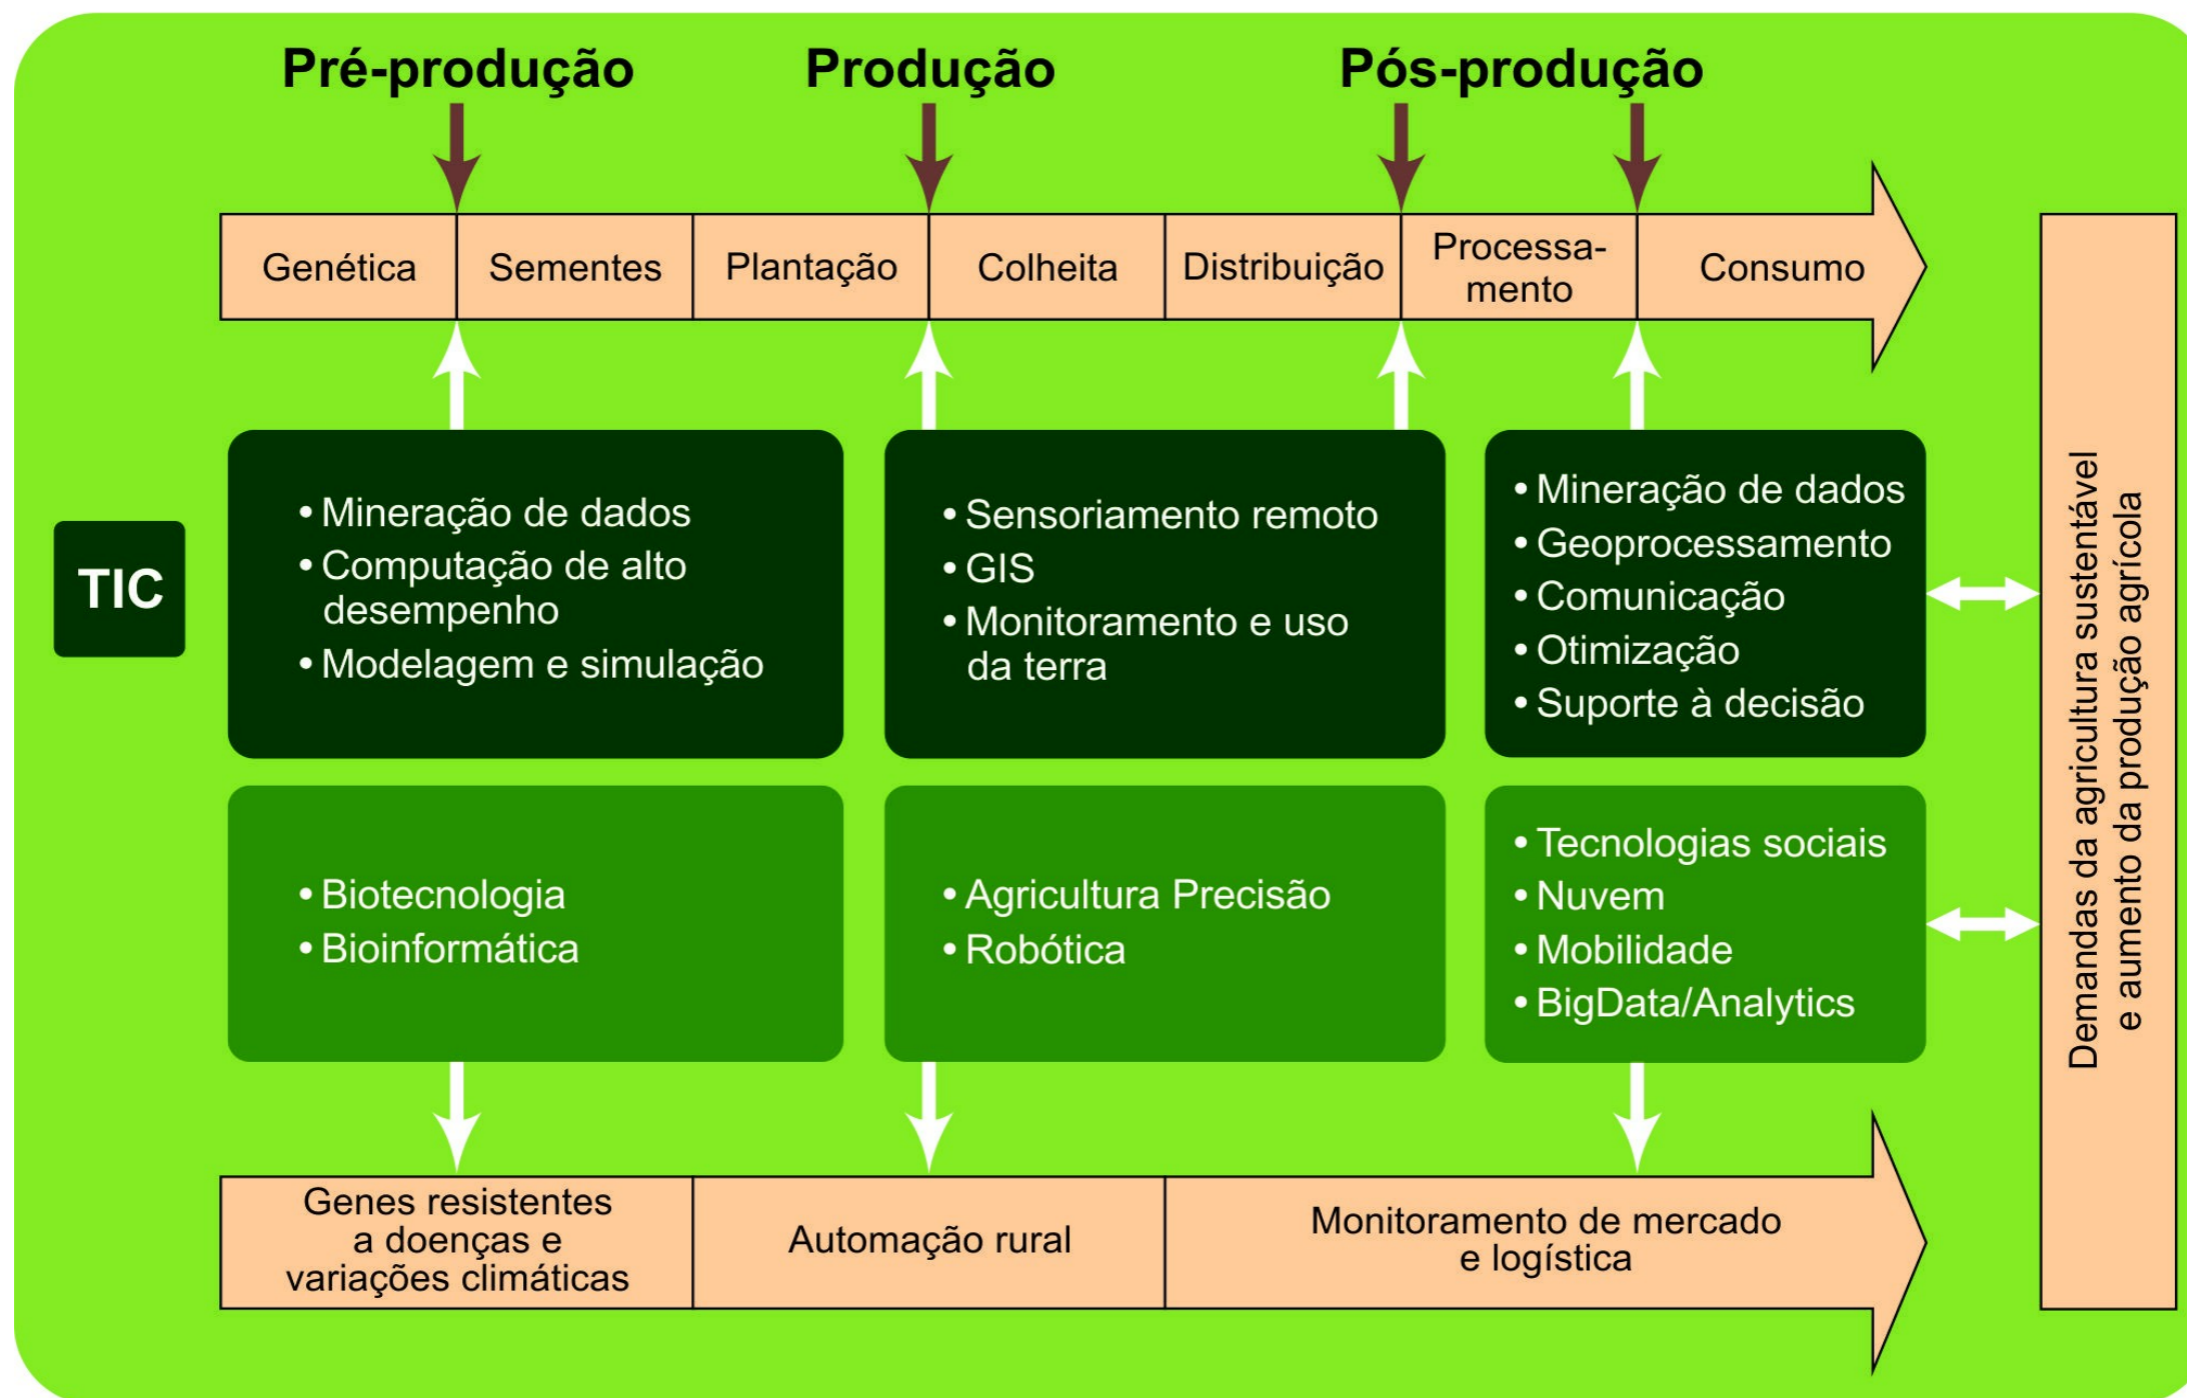 Pré-produção
Produção
Pós-produção
Genética
Sementes
Plantação
Colheita
Distribuição
Processa-
mento
Consumo
TIC
• Mineração de dados
• Computação de alto
desempenho
• Modelagem e simulação
• Sensoriamento remoto
• GIS
• Monitoramento e uso
da terra
• Mineração de dados
• Geoprocessamento
• Comunicação
• Otimização
• Suporte à decisão
• Biotecnologia
• Bioinformática
• Agricultura Precisão
• Robótica
• Tecnologias sociais
• Nuvem
• Mobilidade
• BigData/Analytics
Genes resistentes
a doenças e
variações climáticas
Automação rural
Monitoramento de mercado
e logística
Demandas da agricultura sustentável
e aumento da produção agrícola